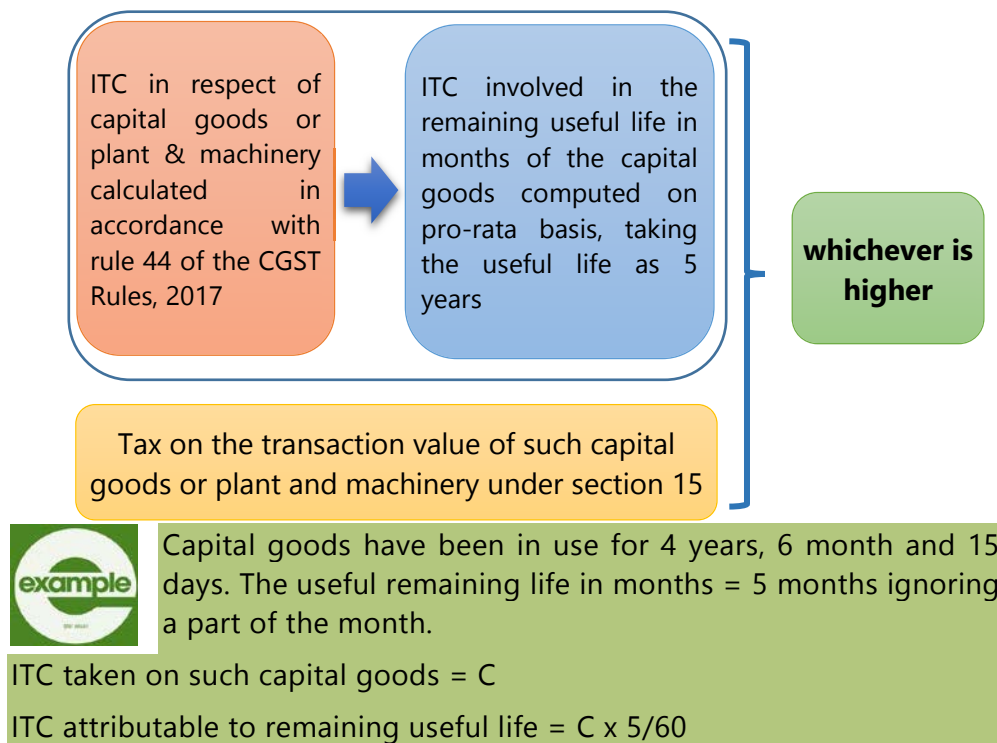 ITC in respect of
capital goods or
plant & machinery
calculated in
accordance with
rule 44 of the CGST
Rules, 2017
ITC involved in the
remaining useful life in
months of the capital
goods computed on
pro-rata basis, taking
the useful life as 5
years
whichever is
higher
Tax on the transaction value of such capital
goods or plant and machinery under section 15
example
Capital goods have been in use for 4 years, 6 month and 15
days. The useful remaining life in months = 5 months ignoring
a part of the month.
ITC taken on such capital goods = C
ITC attributable to remaining useful life = C x 5/60